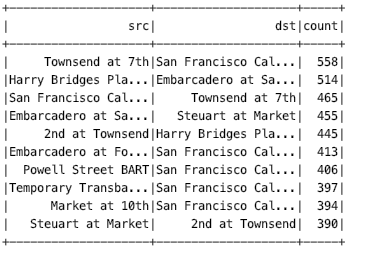 +--------------------+--------------------+-----+
|                 src|                 dst|count|
+--------------------+--------------------+-----+
|     Townsend at 7th|San Francisco Cal...|  558|
|Harry Bridges Pla...|Embarcadero at Sa...|  514|
|San Francisco Cal...|     Townsend at 7th|  465|
|Embarcadero at Sa...|   Steuart at Market|  455|
|     2nd at Townsend|Harry Bridges Pla...|  445|
|Embarcadero at Fo...|San Francisco Cal...|  413|
|  Powell Street BART|San Francisco Cal...|  406|
|Temporary Transba...|San Francisco Cal...|  397|
|      Market at 10th|San Francisco Cal...|  394|
|   Steuart at Market|     2nd at Townsend|  390|
+--------------------+--------------------+-----+